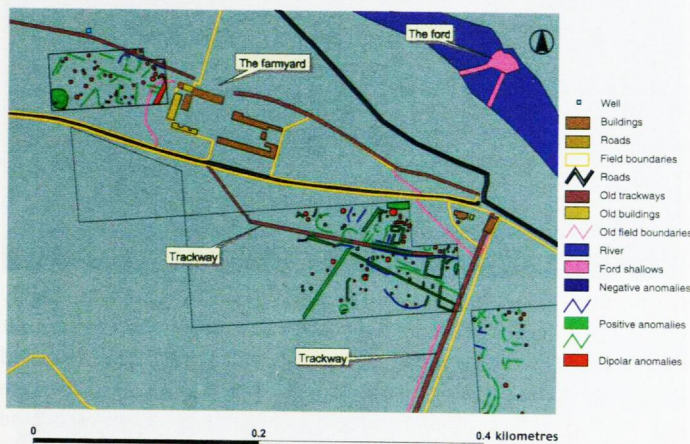 The ford
The farmyard
Trackway
Trackway
Well
Buildings
Roads
Field boundaries
Roads
Old trackways
Old buildings
Old field boundaries
River
Ford shallows
Negative anomalies
Positive anomalies
Dipolar anomalies
0 0.2 0.4 kilometres